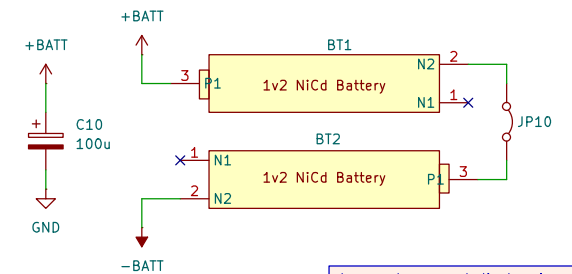 +BATT
+BATT
BT1
3
P1
1v2 NiCd Battery
N2
2
N1
1
+
C10
100u
JP10
BT2
1
N1
1v2 NiCd Battery
2
N2
P1
3
GND
-BATT